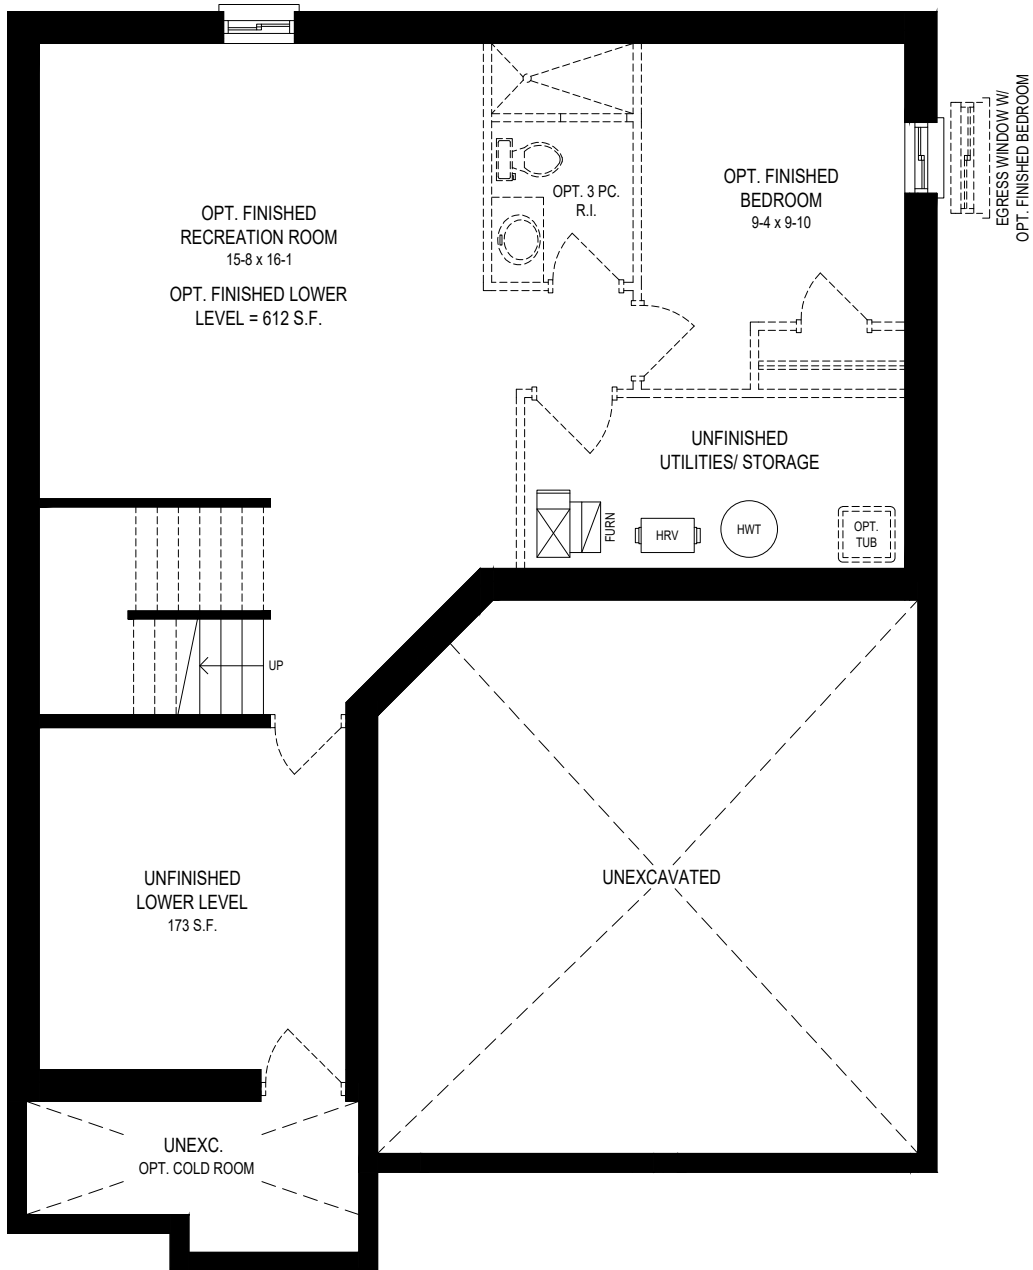 OPT. FINISHED
RECREATION ROOM
15-8 x 16-1
OPT. FINISHED LOWER
LEVEL = 612 S.F.
OPT. 3 PC.
R.I.
OPT. FINISHED
BEDROOM
9-4 x 9-10
EGRESS WINDOW W/
OPT. FINISHED BEDROOM
UNFINISHED
UTILITIES/ STORAGE
FURN
HRV
HWT
OPT.
TUB
UP
UNFINISHED
LOWER LEVEL
173 S.F.
UNEXCAVATED
UNEXC.
OPT. COLD ROOM